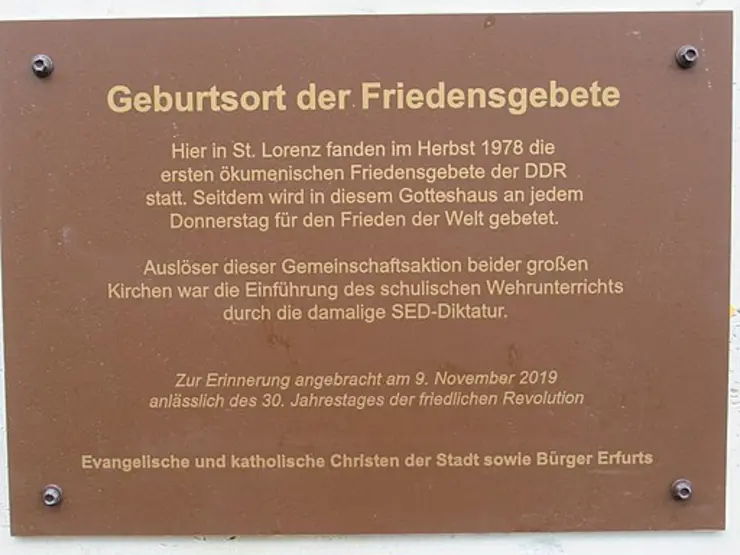 Geburtsort der Friedensgebete
Hier in St. Lorenz fanden im Herbst 1978 die
ersten ökumenischen Friedensgebete der DDR
statt. Seitdem wird in diesem Gotteshaus an jedem
Donnerstag für den Frieden der Welt gebetet.
Auslöser dieser Gemeinschaftsaktion beider großen
Kirchen war die Einführung des schulischen Wehrunterrichts
durch die damalige SED-Diktatur.
Zur Erinnerung angebracht am 9. November 2019
anlässlich des 30. Jahrestages der friedlichen Revolution
Evangelische und katholische Christen der Stadt sowie Bürger Erfurts